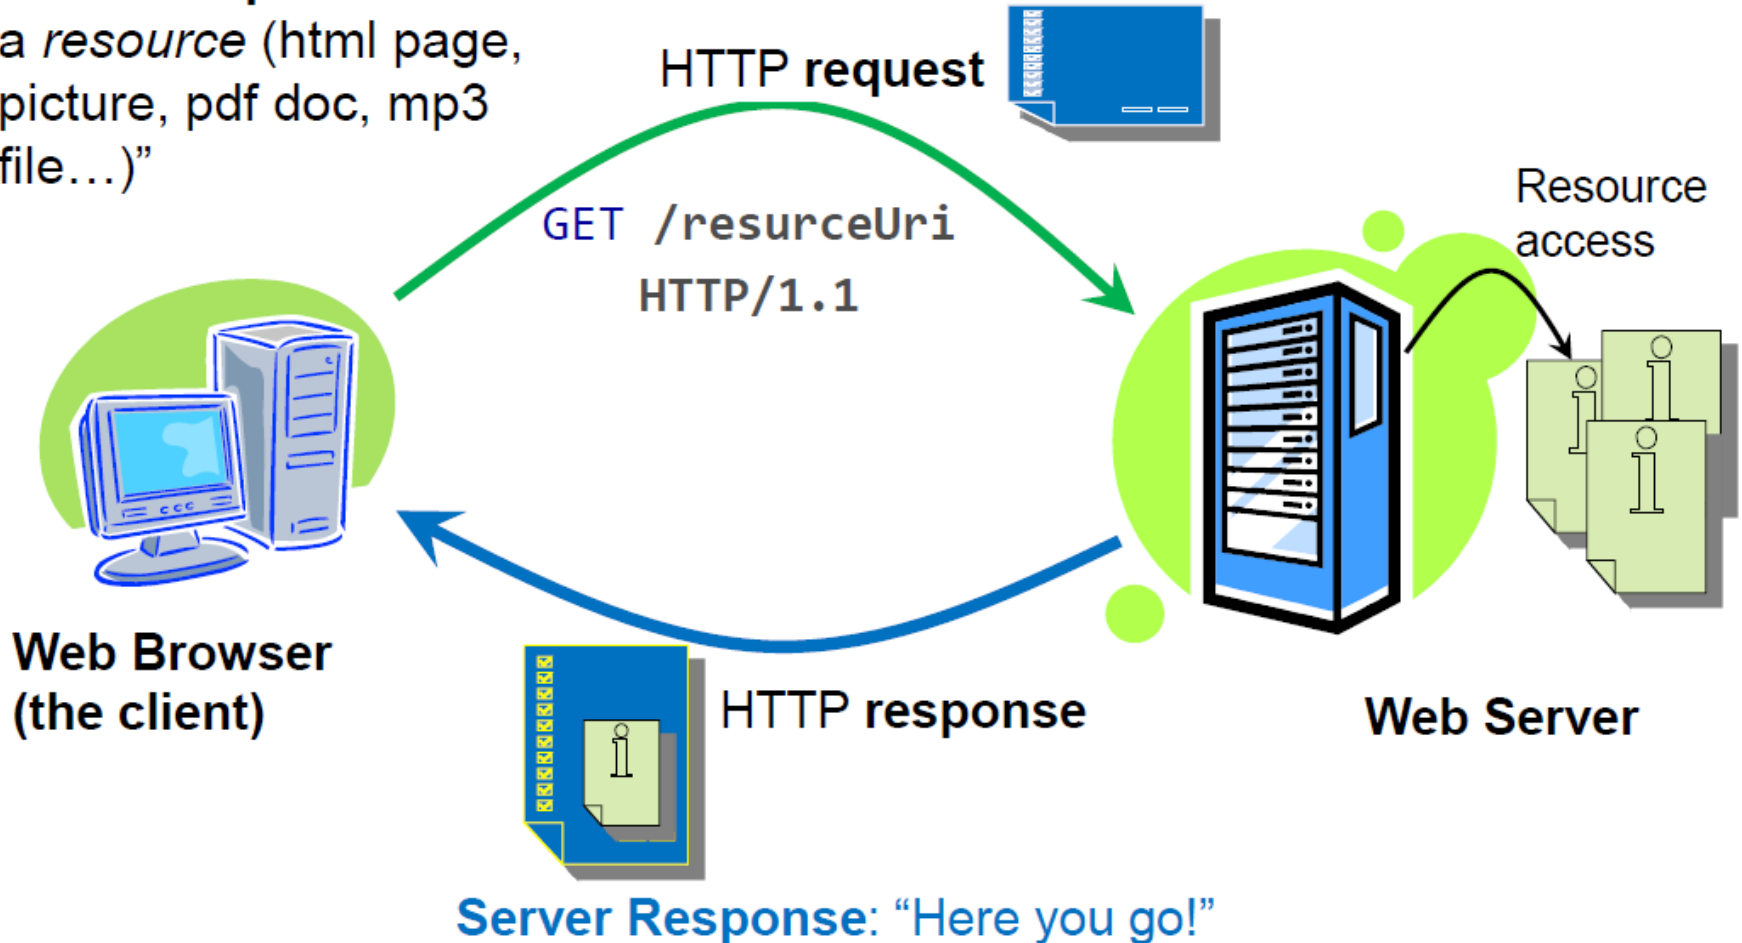 a resource (html page,
picture, pdf doc, mp3
file…)”
HTTP request
GET /resurceUri
HTTP/1.1
Resource
access
Web Browser
(the client)
HTTP response
Web Server
Server Response: “Here you go!”